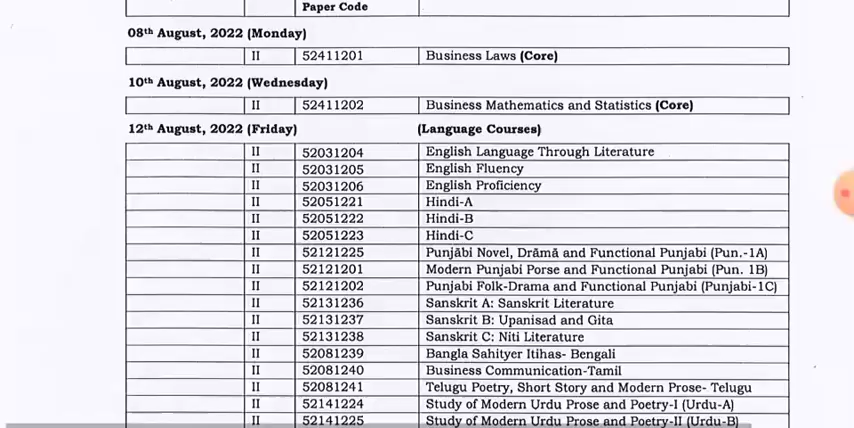 Paper Code
08th August, 2022 (Monday)
II 52411201 Business Laws (Core)
10th August, 2022 (Wednesday)
II 52411202 Business Mathematics and Statistics (Core)
12th August, 2022 (Friday) (Language Courses)
II 52031204 English Language Through Literature
II 52031205 English Fluency
II 52031206 English Proficiency
II 52051221 Hindi-A
II 52051222 Hindi-B
II 52051223 Hindi-C
II 52121225 Punjābi Novel, Drāmā and Functional Punjabi (Pun.-1A)
II 52121201 Modern Punjabi Porse and Functional Punjabi (Pun. 1B)
II 52121202 Punjabi Folk-Drama and Functional Punjabi (Punjabi-1C)
II 52131236 Sanskrit A: Sanskrit Literature
II 52131237 Sanskrit B: Upanisad and Gita
II 52131238 Sanskrit C: Niti Literature
II 52081239 Bangla Sahityer Itihas- Bengali
II 52081240 Business Communication-Tamil
II 52081241 Telugu Poetry, Short Story and Modern Prose- Telugu
II 52141224 Study of Modern Urdu Prose and Poetry-I (Urdu-A)
II 52141225 Study of Modern Urdu Prose and Poetry-II (Urdu-B)